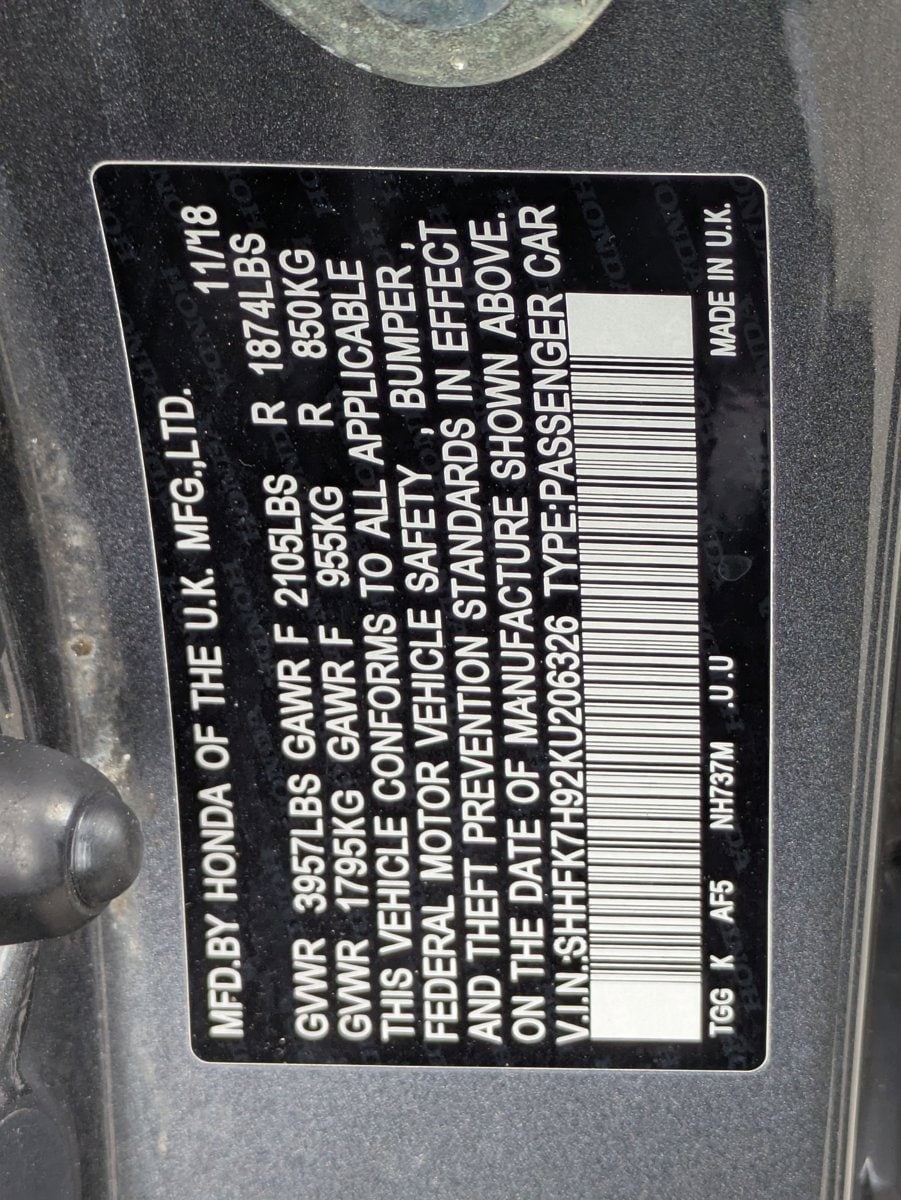 MFD.BY HONDA OF THE U.K. MFG.,LTD. 11/18
GVWR 3957LBS GAWR F 2105LBS R 1874LBS
GVWR 1795KG GAWR F 955KG R 850KG
THIS VEHICLE CONFORMS TO ALL APPLICABLE
FEDERAL MOTOR VEHICLE SAFETY , BUMPER ,
AND THEFT PREVENTION STANDARDS IN EFFECT
ON THE DATE OF MANUFACTURE SHOWN ABOVE.
V.I.N.:SHHFK7H92KU206326 TYPE:PASSENGER CAR
TGG K AF5 NH737M .U .U MADE IN U.K.